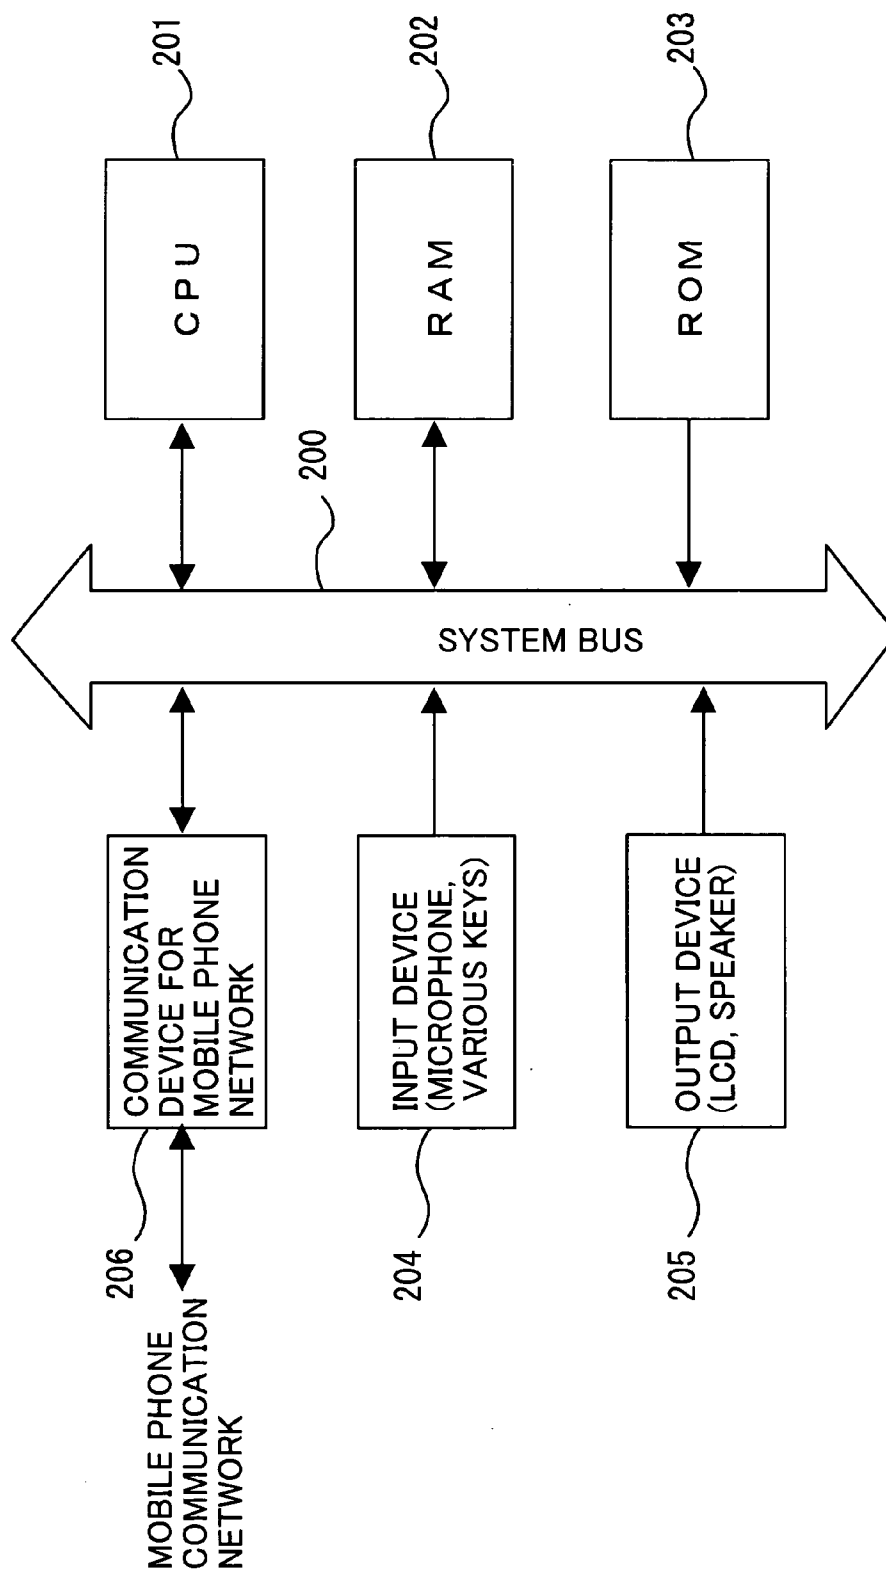 MOBILE PHONE
COMMUNICATION
NETWORK
206
COMMUNICATION
DEVICE FOR
MOBILE PHONE
NETWORK
204
INPUT DEVICE
(MICROPHONE,
VARIOUS KEYS)
205
OUTPUT DEVICE
(LCD, SPEAKER)
SYSTEM BUS
200
CPU
201
RAM
202
ROM
203